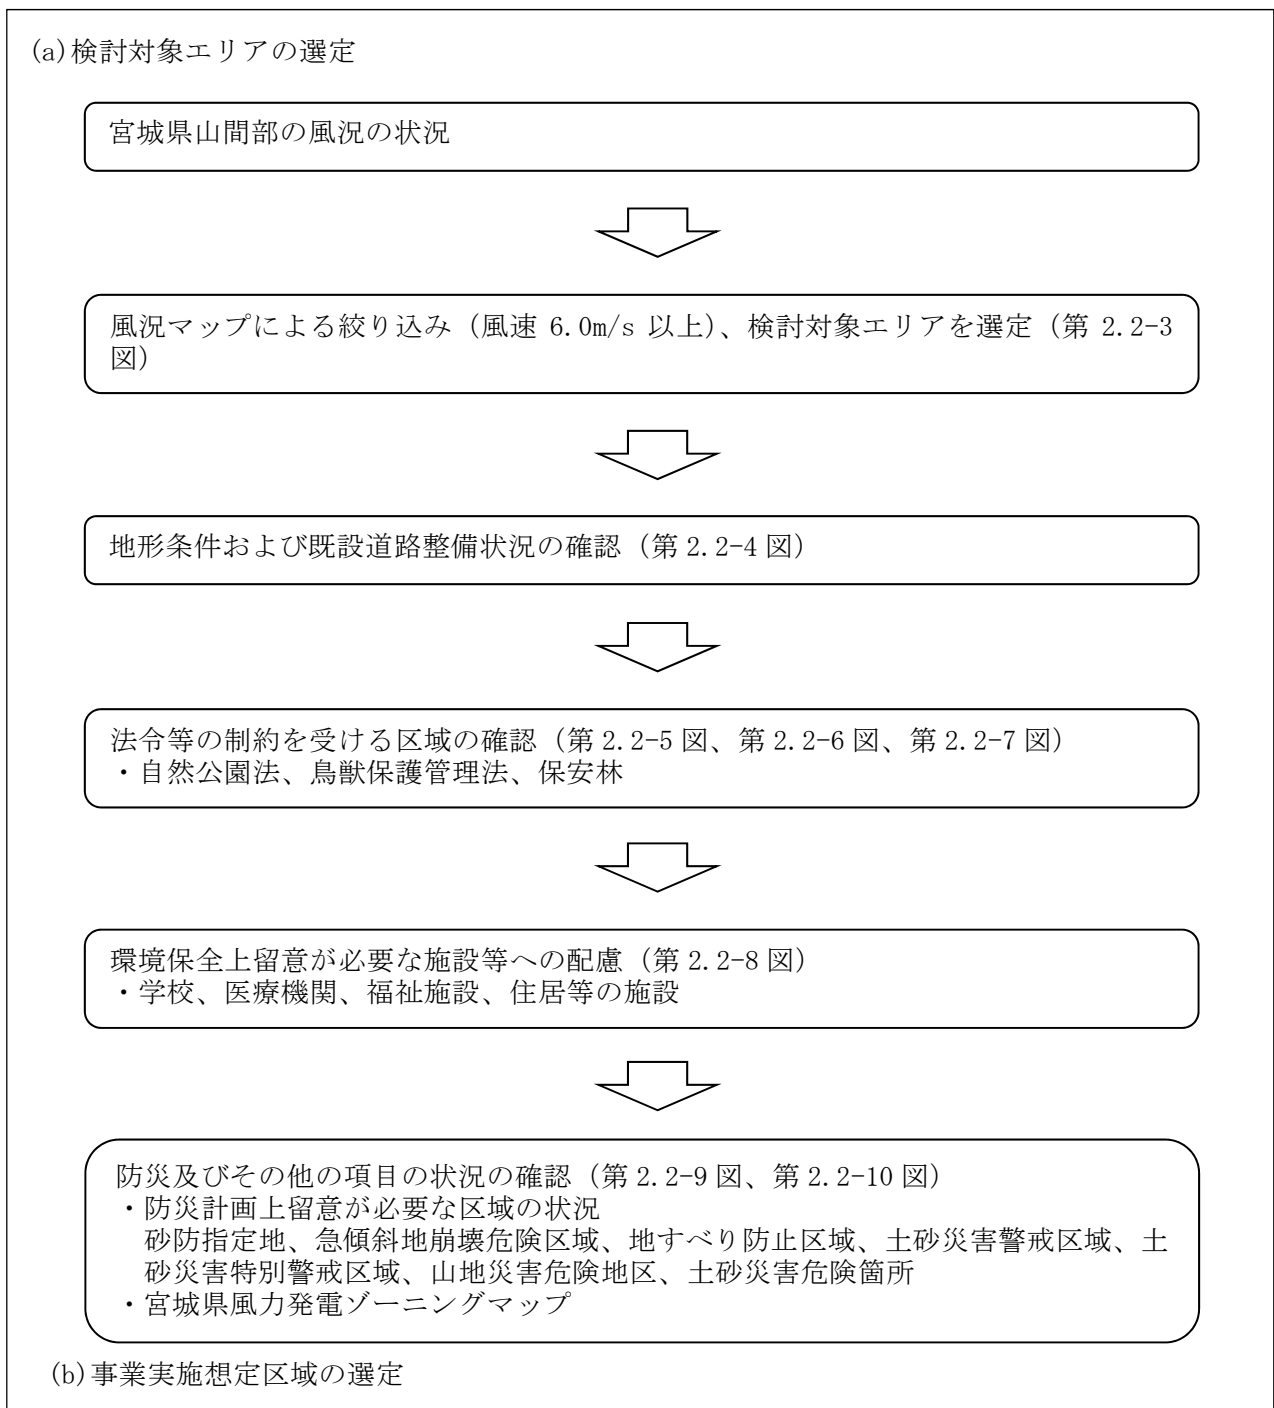 (a)検討対象エリアの選定
宮城県山間部の風況の状況
風況マップによる絞り込み（風速 6.0m/s 以上）、検討対象エリアを選定（第 2.2-3
図）
地形条件および既設道路整備状況の確認（第 2.2-4 図）
法令等の制約を受ける区域の確認（第 2.2-5 図、第 2.2-6 図、第 2.2-7 図）
・自然公園法、鳥獣保護管理法、保安林
環境保全上留意が必要な施設等への配慮（第 2.2-8 図）
・学校、医療機関、福祉施設、住居等の施設
防災及びその他の項目の状況の確認（第 2.2-9 図、第 2.2-10 図）
・防災計画上留意が必要な区域の状況
砂防指定地、急傾斜地崩壊危険区域、地すべり防止区域、土砂災害警戒区域、土
砂災害特別警戒区域、山地災害危険地区、土砂災害危険箇所
・宮城県風力発電ゾーニングマップ
(b)事業実施想定区域の選定